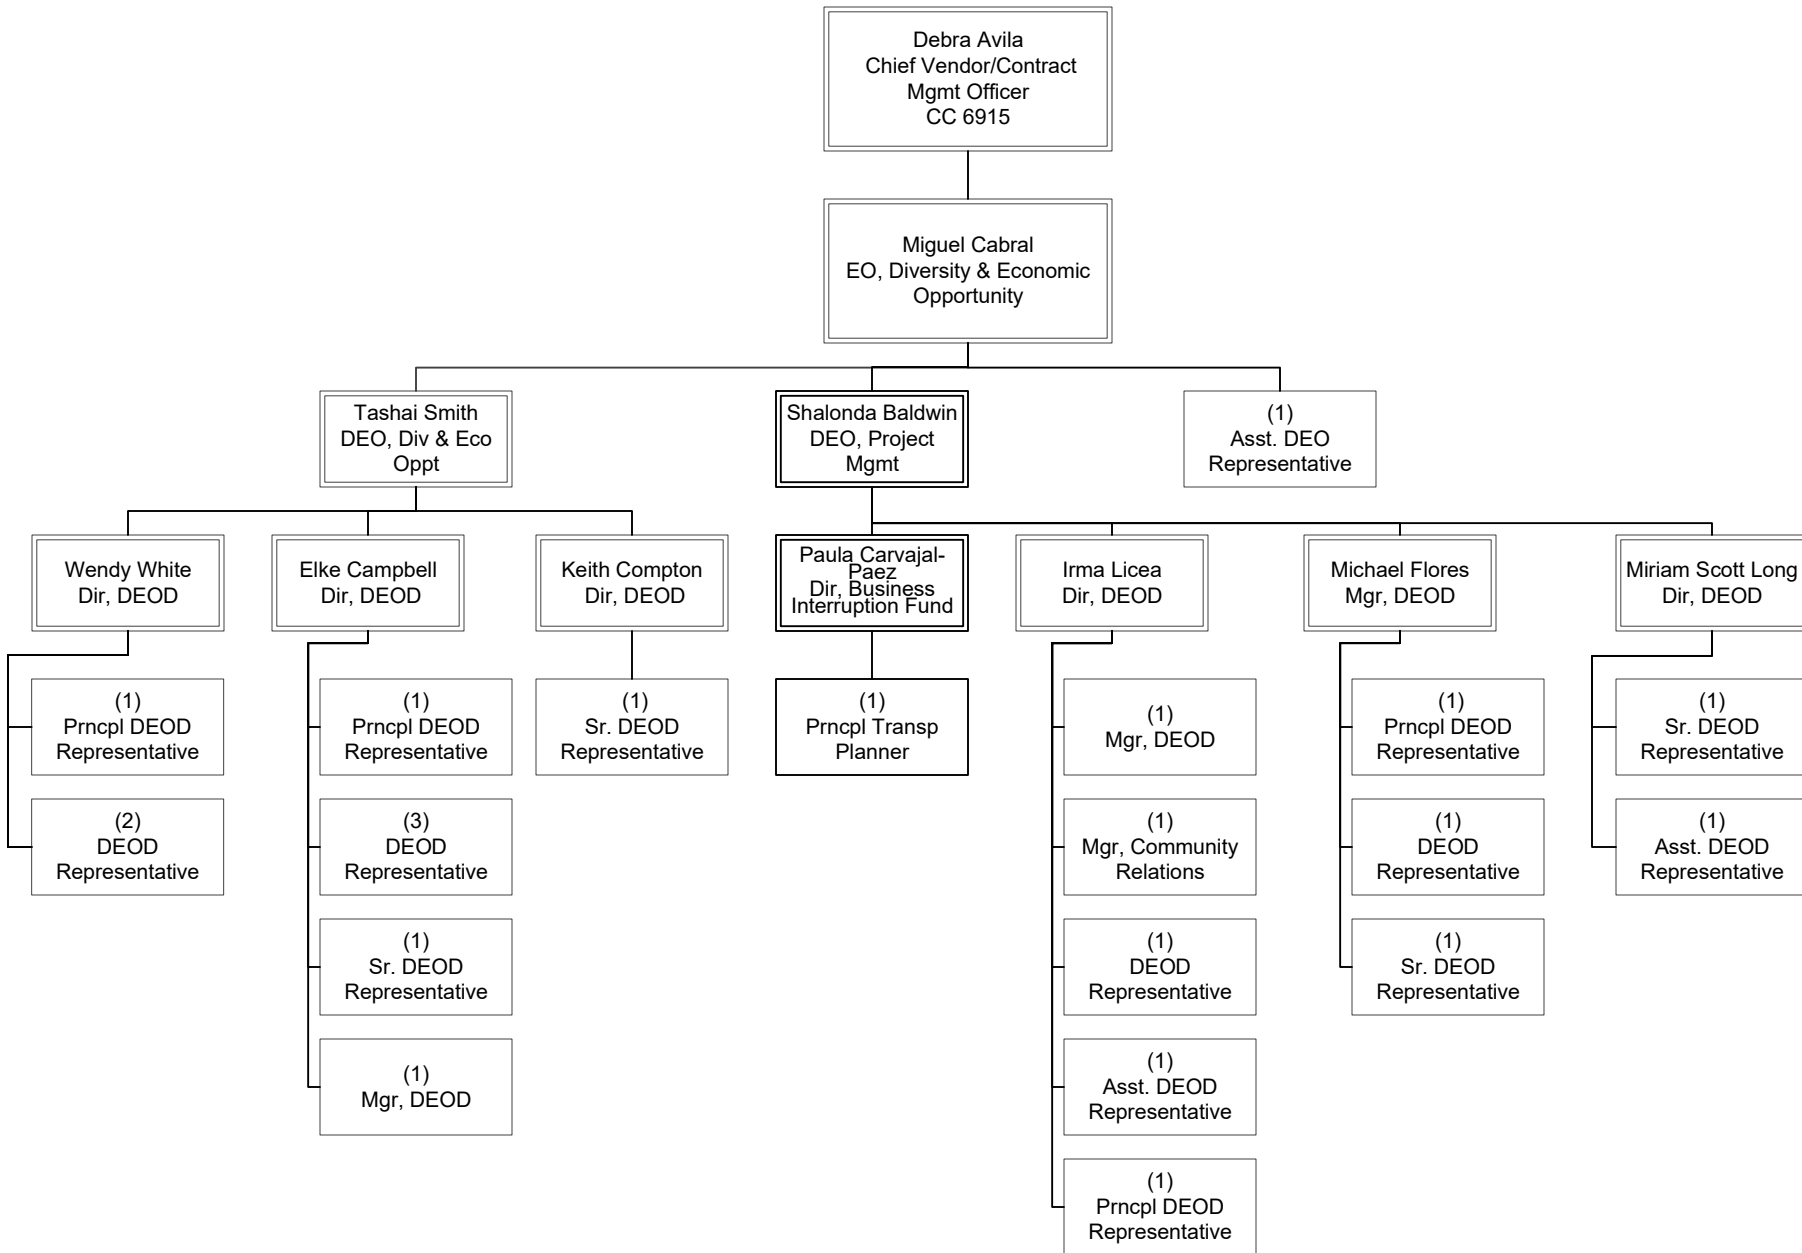 Debra Avila
Chief Vendor/Contract
Mgmt Officer
CC 6915
Miguel Cabral
EO, Diversity & Economic
Opportunity
Tashai Smith
DEO, Div & Eco
Oppt
Shalonda Baldwin
DEO, Project
Mgmt
(1)
Asst. DEO
Representative
Wendy White
Dir, DEOD
Elke Campbell
Dir, DEOD
Keith Compton
Dir, DEOD
Paula Carvajal-
Paez
Dir, Business
Interruption Fund
Irma Licea
Dir, DEOD
Michael Flores
Mgr, DEOD
Miriam Scott Long
Dir, DEOD
(1)
Prncpl DEOD
Representative
(1)
Prncpl DEOD
Representative
(1)
Sr. DEOD
Representative
(1)
Prncpl Transp
Planner
(1)
Mgr, DEOD
(1)
Prncpl DEOD
Representative
(1)
Sr. DEOD
Representative
(2)
DEOD
Representative
(3)
DEOD
Representative
(1)
Mgr, Community
Relations
(1)
DEOD
Representative
(1)
Asst. DEOD
Representative
(1)
Sr. DEOD
Representative
(1)
DEOD
Representative
(1)
Sr. DEOD
Representative
(1)
Mgr, DEOD
(1)
Asst. DEOD
Representative
(1)
Prncpl DEOD
Representative